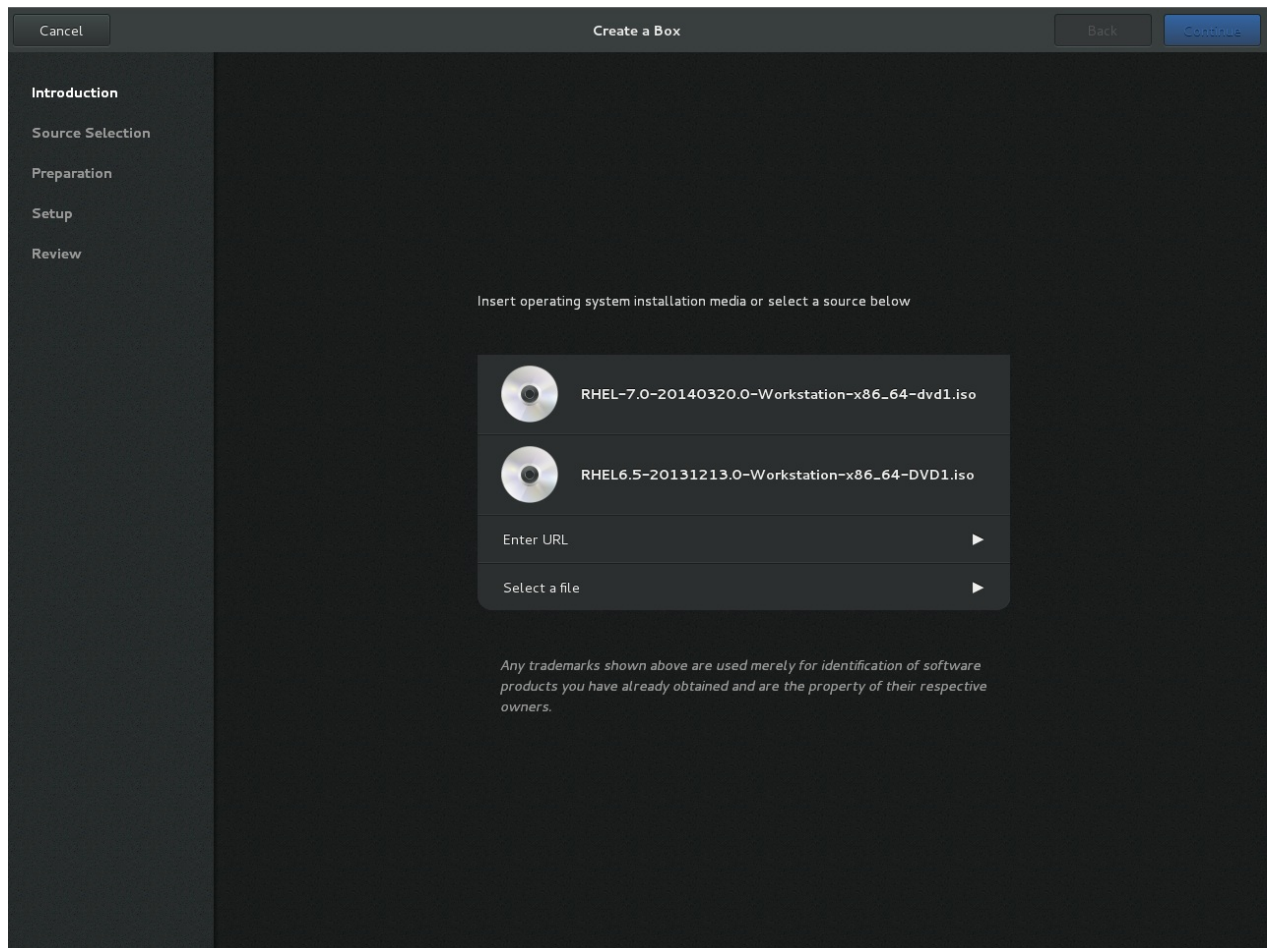 Cancel
Create a Box
Back
Continue
Introduction
Source Selection
Preparation
Setup
Review
Insert operating system installation media or select a source below
RHEL-7.0-20140320.0-Workstation-x86_64-dvd1.iso
RHEL6.5-20131213.0-Workstation-x86_64-DVD1.iso
Enter URL
Select a file
Any trademarks shown above are used merely for identification of software
products you have already obtained and are the property of their respective
owners.